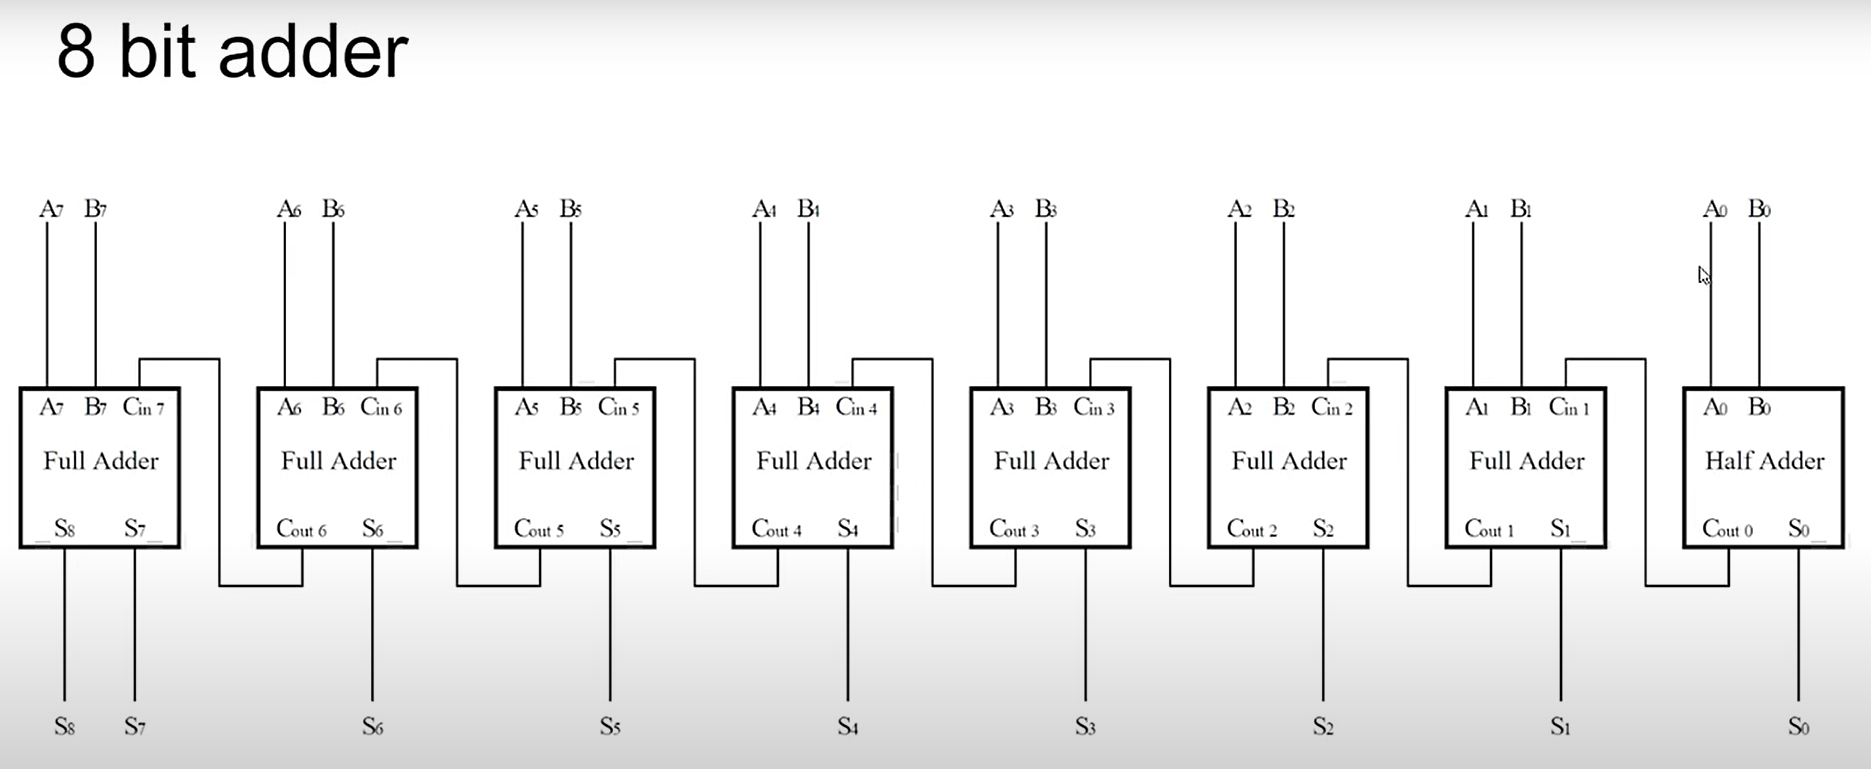 8 bit adder
A7 B7 A6 B6 A5 B5 A4 B4 A3 B3 A2 B2 A1 B1 A0 B0
A7 B7 Cin 7 A6 B6 Cin 6 A5 B5 Cin 5 A4 B4 Cin 4 A3 B3 Cin 3 A2 B2 Cin 2 A1 B1 Cin 1 A0 B0
Full Adder Full Adder Full Adder Full Adder Full Adder Full Adder Full Adder Half Adder
S8 S7 Cout 6 S6 Cout 5 S5 Cout 4 S4 Cout 3 S3 Cout 2 S2 Cout 1 S1 Cout 0 S0
S8 S7 S6 S5 S4 S3 S2 S1 S0